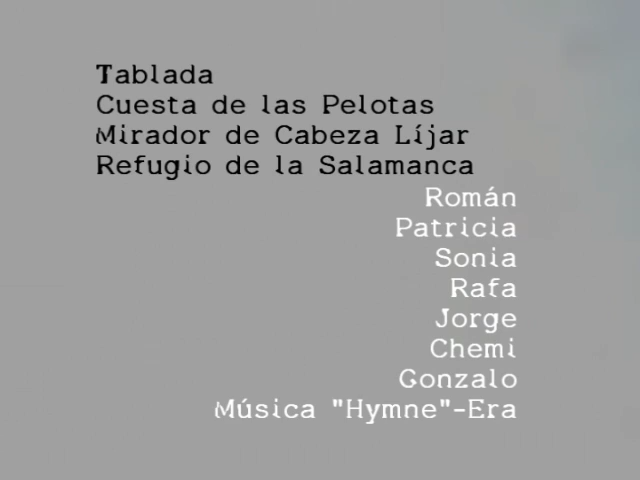 Tablada
Cuesta de las Pelotas
Mirador de Cabeza Líjar
Refugio de la Salamanca
Román
Patricia
Sonia
Rafa
Jorge
Chemi
Gonzalo
Música "Hymne"-Era